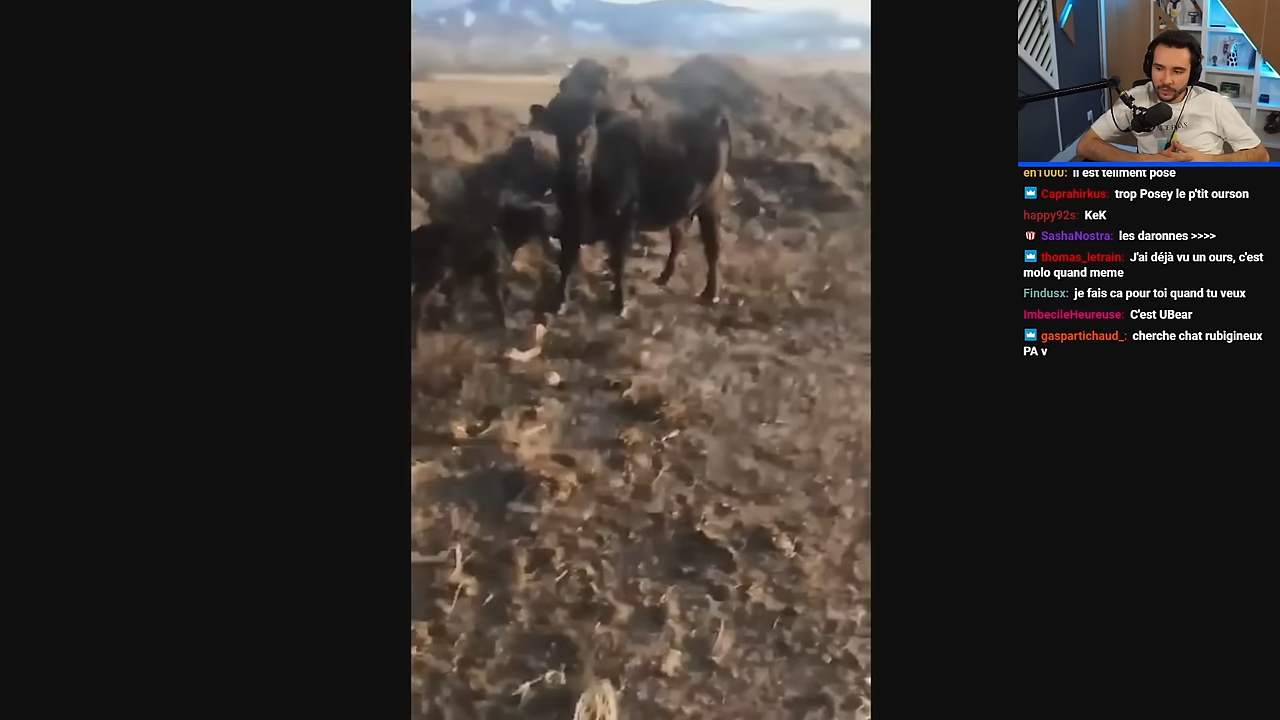 en1000: il est tellment posé
Caprahirkus: trop Posey le p'tit ourson
happy92s: KeK
SashaNostra: les daronnes >>>>
thomas_letrain: J'ai déjà vu un ours, c'est
molo quand meme
Findusx: je fais ca pour toi quand tu veux
ImbecileHeureuse: C'est UBear
gaspartichaud_: cherche chat rubigineux
PA v